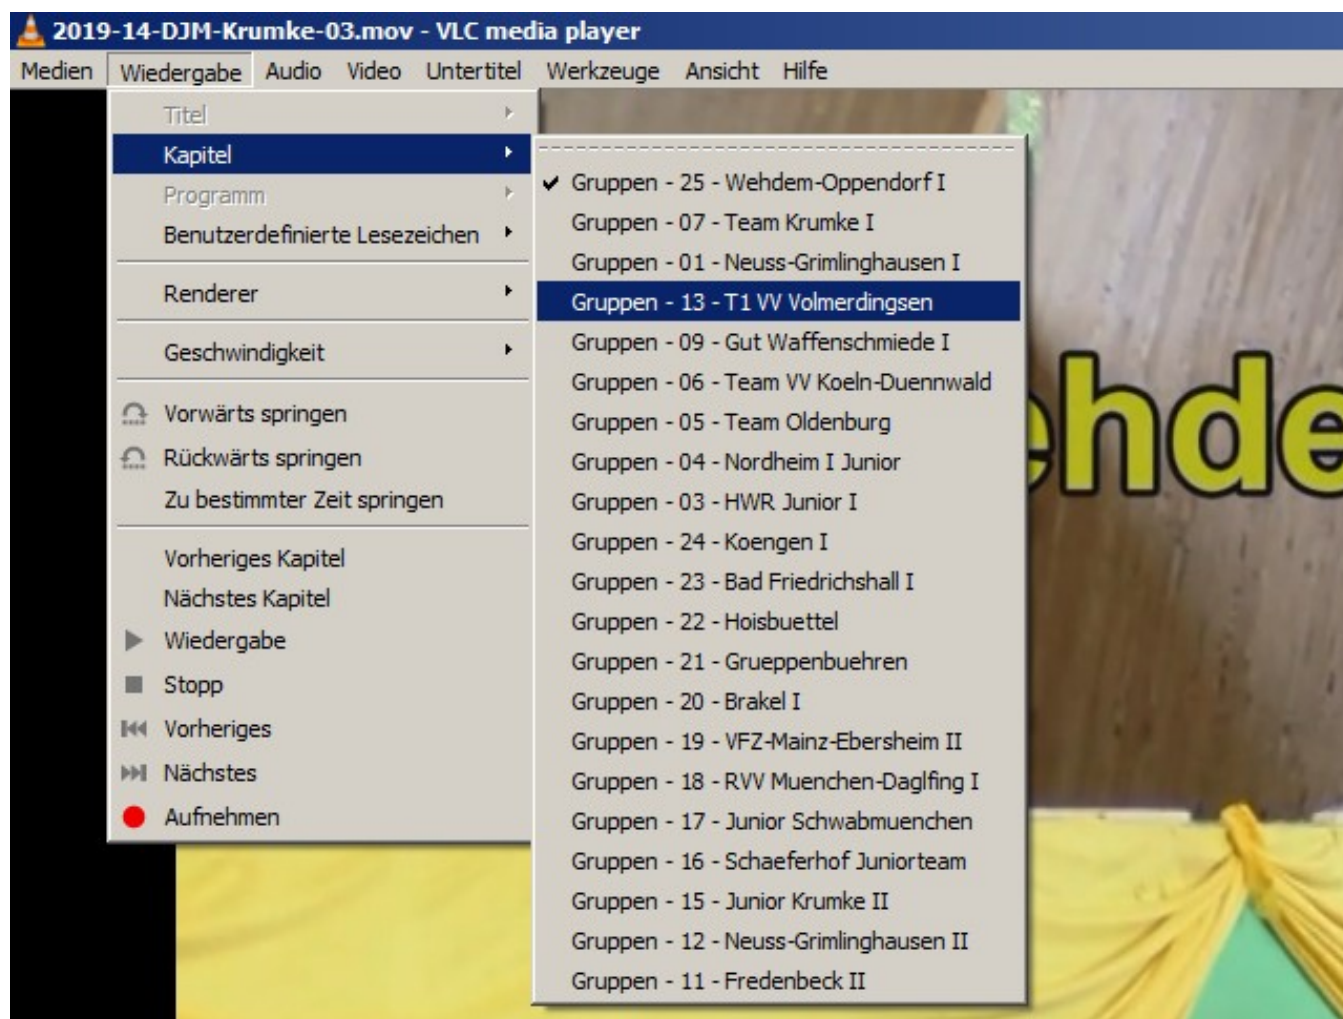 2019-14-DJM-Krumke-03.mov - VLC media player
Medien Wiedergabe Audio Video Untertitel Werkzeuge Ansicht Hilfe
Titel
Kapitel
Programm
Benutzerdefinierte Lesezeichen
Renderer
Geschwindigkeit
Vorwärts springen
Rückwärts springen
Zu bestimmter Zeit springen
Vorheriges Kapitel
Nächstes Kapitel
Wiedergabe
Stopp
Vorheriges
Nächstes
Aufnehmen
Gruppen - 25 - Wehdem-Oppendorf I
Gruppen - 07 - Team Krumke I
Gruppen - 01 - Neuss-Grimlinghausen I
Gruppen - 13 - T1 VV Volmerdingsen
Gruppen - 09 - Gut Waffenschmiede I
Gruppen - 06 - Team VV Koeln-Duennwald
Gruppen - 05 - Team Oldenburg
Gruppen - 04 - Nordheim I Junior
Gruppen - 03 - HWR Junior I
Gruppen - 24 - Koengen I
Gruppen - 23 - Bad Friedrichshall I
Gruppen - 22 - Hoisbuettel
Gruppen - 21 - Grueppenbuehren
Gruppen - 20 - Brakel I
Gruppen - 19 - VFZ-Mainz-Ebersheim II
Gruppen - 18 - RVV Muenchen-Daglfing I
Gruppen - 17 - Junior Schwabmuenchen
Gruppen - 16 - Schaeferhof Juniorteam
Gruppen - 15 - Junior Krumke II
Gruppen - 12 - Neuss-Grimlinghausen II
Gruppen - 11 - Fredenbeck II
ehde